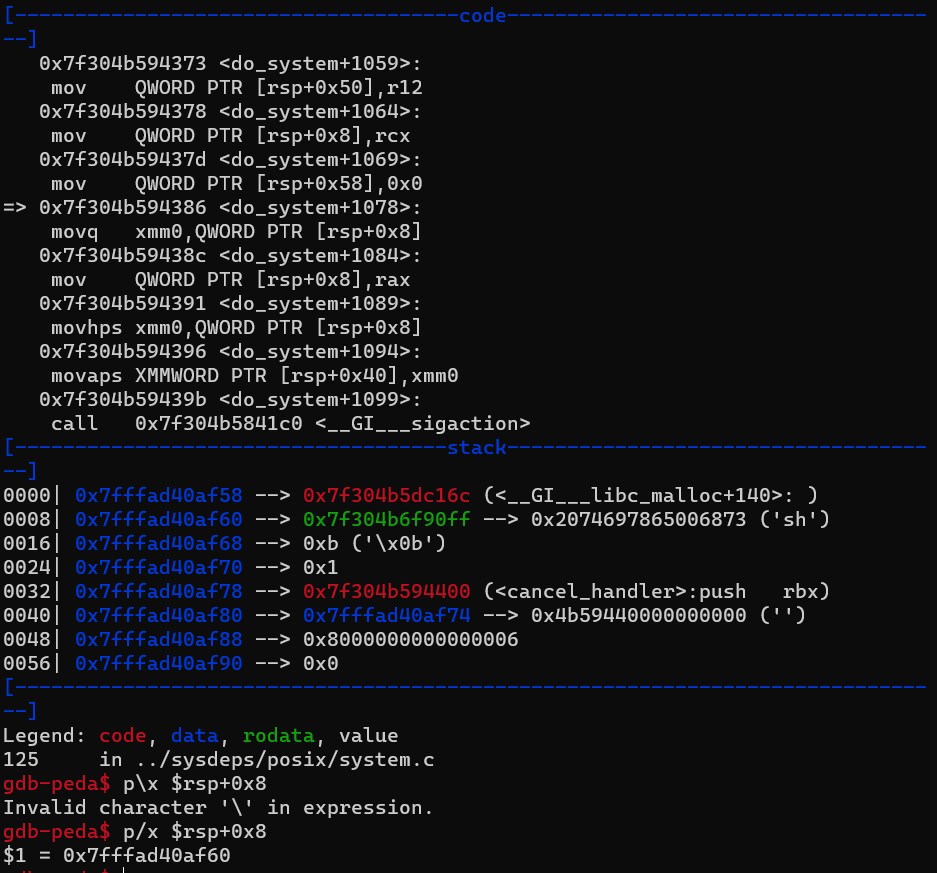 [-------------------------------------code-----------------------------------
--]
   0x7f304b594373 <do_system+1059>:
    mov    QWORD PTR [rsp+0x50],r12
   0x7f304b594378 <do_system+1064>:
    mov    QWORD PTR [rsp+0x8],rcx
   0x7f304b59437d <do_system+1069>:
    mov    QWORD PTR [rsp+0x58],0x0
=> 0x7f304b594386 <do_system+1078>:
    movq   xmm0,QWORD PTR [rsp+0x8]
   0x7f304b59438c <do_system+1084>:
    mov    QWORD PTR [rsp+0x8],rax
   0x7f304b594391 <do_system+1089>:
    movhps xmm0,QWORD PTR [rsp+0x8]
   0x7f304b594396 <do_system+1094>:
    movaps XMMWORD PTR [rsp+0x40],xmm0
   0x7f304b59439b <do_system+1099>:
    call   0x7f304b5841c0 <__GI___sigaction>
[------------------------------------stack-----------------------------------
--]
0000| 0x7fffad40af58 --> 0x7f304b5dc16c (<__GI___libc_malloc+140>: )
0008| 0x7fffad40af60 --> 0x7f304b6f90ff --> 0x2074697865006873 ('sh')
0016| 0x7fffad40af68 --> 0xb ('\x0b')
0024| 0x7fffad40af70 --> 0x1
0032| 0x7fffad40af78 --> 0x7f304b594400 (<cancel_handler>:push   rbx)
0040| 0x7fffad40af80 --> 0x7fffad40af74 --> 0x4b59440000000000 ('')
0048| 0x7fffad40af88 --> 0x8000000000000006
0056| 0x7fffad40af90 --> 0x0
[----------------------------------------------------------------------------
--]
Legend: code, data, rodata, value
125     in ../sysdeps/posix/system.c
gdb-peda$ p\x $rsp+0x8
Invalid character '\' in expression.
gdb-peda$ p/x $rsp+0x8
$1 = 0x7fffad40af60